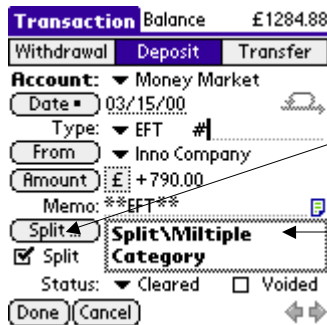 Transaction Balance £1284.88
Withdrawal Deposit Transfer
Account: Money Market
Date 03/15/00
Type: EFT #
From Inno Company
Amount £ +790.00
Memo: **EFT**
Split... Split\Miltiple
Split Category
Status: Cleared Voided
Done Cancel